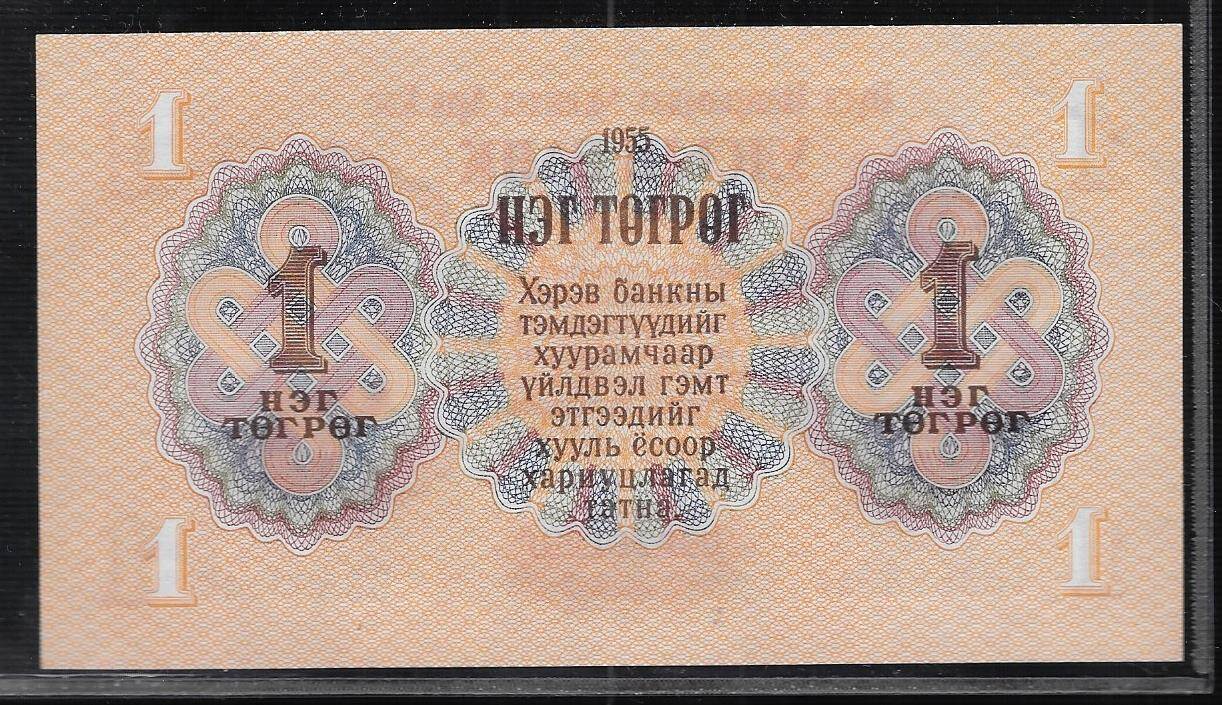 1
1
1955
НЭГ ТӨГРӨГ
Хэрэв банкны
тэмдэгтүүдийг
хуурамчаар
үйлдвэл гэмт
этгээдийг
хууль ёсоор
хариуцлагад
татна.
1
НЭГ
ТӨГРӨГ
1
НЭГ
ТӨГРӨГ
1
1